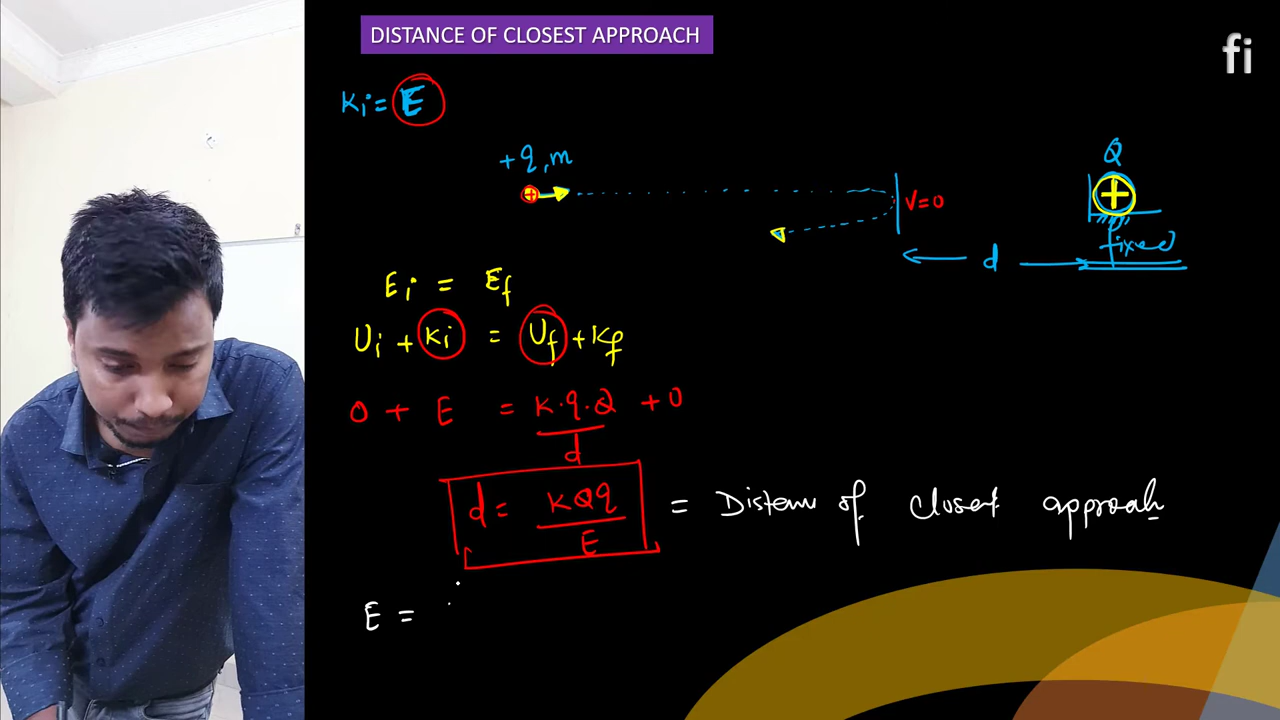 DISTANCE OF CLOSEST APPROACH
fi
Ki = E
+q, m
Q
V=0
fixed
d
Ei = Ef
Ui + Ki = Uf + Kf
0 + E = K·q·Q/d + 0
d = KQq/E = Distance of closest approach
E =